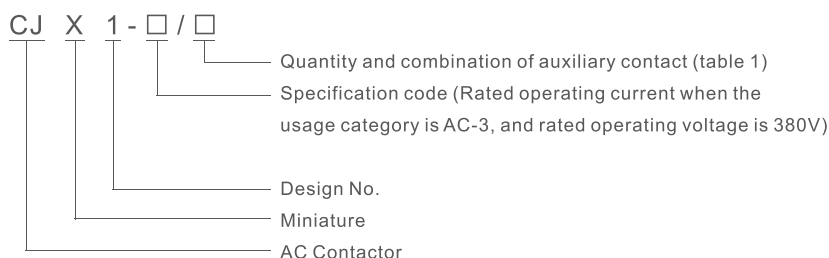 CJ X 1 - □ / □
Quantity and combination of auxiliary contact (table 1)
Specification code (Rated operating current when the
usage category is AC-3, and rated operating voltage is 380V)
Design No.
Miniature
AC Contactor